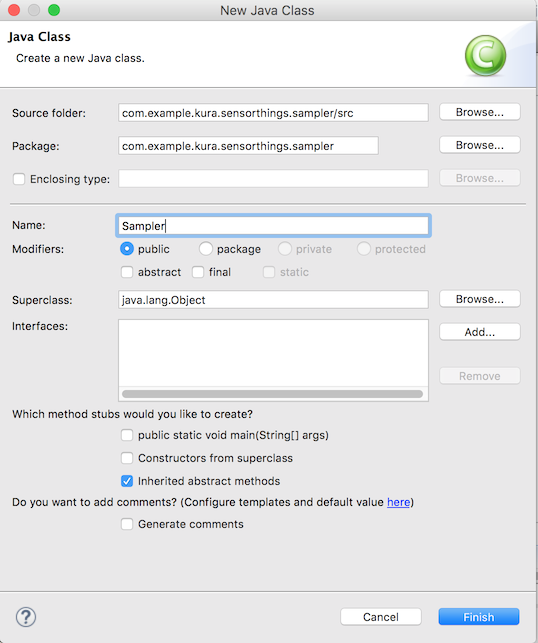 New Java Class
Java Class
Create a new Java class.
Source folder: com.example.kura.sensorthings.sampler/src Browse...
Package: com.example.kura.sensorthings.sampler Browse...
Enclosing type: Browse...
Name: Sampler
Modifiers: public package private protected
abstract final static
Superclass: java.lang.Object Browse...
Interfaces: Add...
Remove
Which method stubs would you like to create?
public static void main(String[] args)
Constructors from superclass
Inherited abstract methods
Do you want to add comments? (Configure templates and default value here)
Generate comments
? Cancel Finish